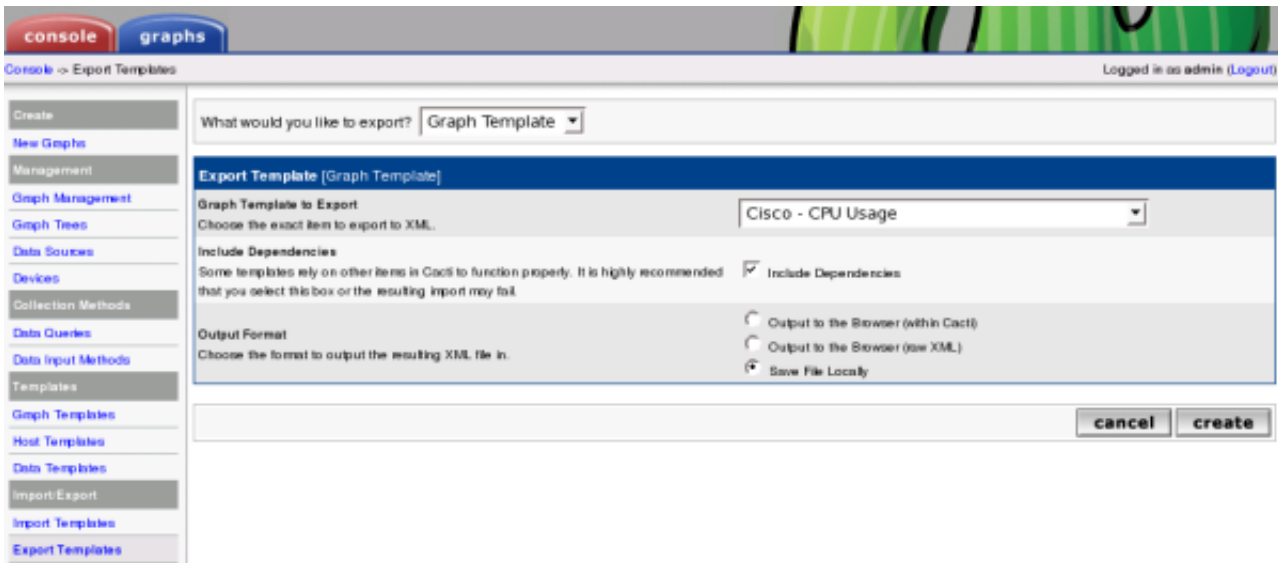 console graphs
Console -> Export Templates
Logged in as admin (Logout)
Create
New Graphs
Management
Graph Management
Graph Trees
Data Sources
Devices
Collection Methods
Data Queries
Data Input Methods
Templates
Graph Templates
Host Templates
Data Templates
Import/Export
Import Templates
Export Templates
What would you like to export? Graph Template
Export Template [Graph Template]
Graph Template to Export
Choose the exact item to export to XML.
Cisco - CPU Usage
Include Dependencies
Some templates rely on other items in Cacti to function properly. It is highly recommended
that you select this box or the resulting import may fail.
Include Dependencies
Output Format
Choose the format to output the resulting XML file in.
Output to the Browser (within Cacti)
Output to the Browser (raw XML)
Save File Locally
cancel create